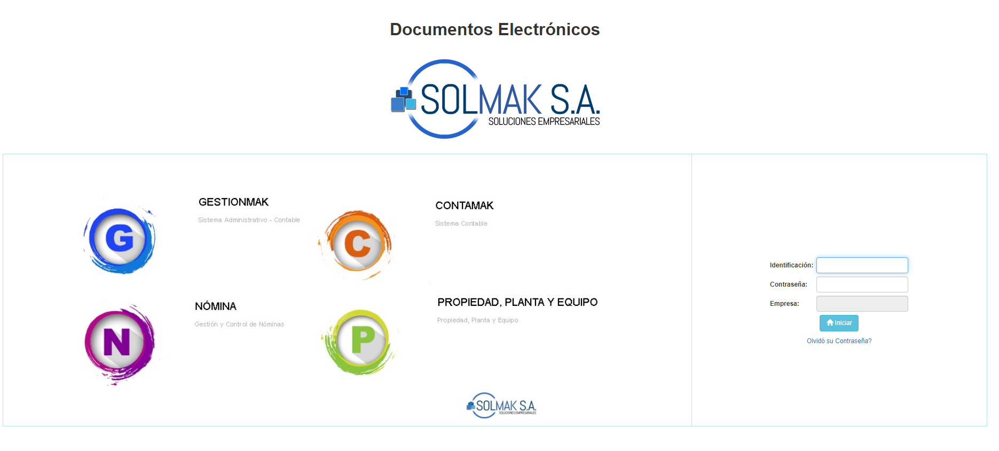 Documentos Electrónicos
SOLMAK S.A.
SOLUCIONES EMPRESARIALES
G
GESTIONMAK
Sistema Administrativo - Contable
C
CONTAMAK
Sistema Contable
N
NÓMINA
Gestión y Control de Nóminas
P
PROPIEDAD, PLANTA Y EQUIPO
Propiedad, Planta y Equipo
SOLMAK S.A.
SOLUCIONES EMPRESARIALES
Identificación:
Contraseña:
Empresa:
Iniciar
Olvidó su Contraseña?